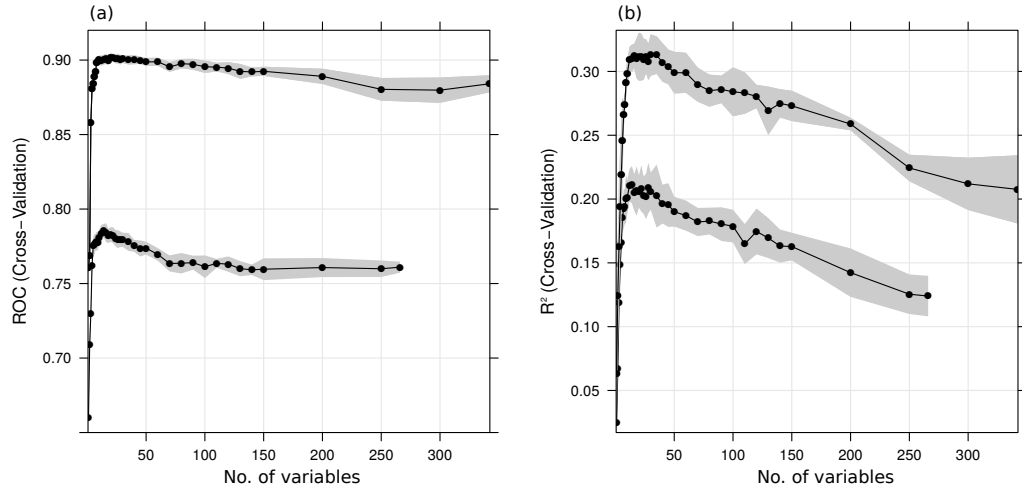 (a)
ROC (Cross−Validation)
0.90
0.85
0.80
0.75
0.70
50 100 150 200 250 300
No. of variables
(b)
R² (Cross−Validation)
0.30
0.25
0.20
0.15
0.10
0.05
50 100 150 200 250 300
No. of variables